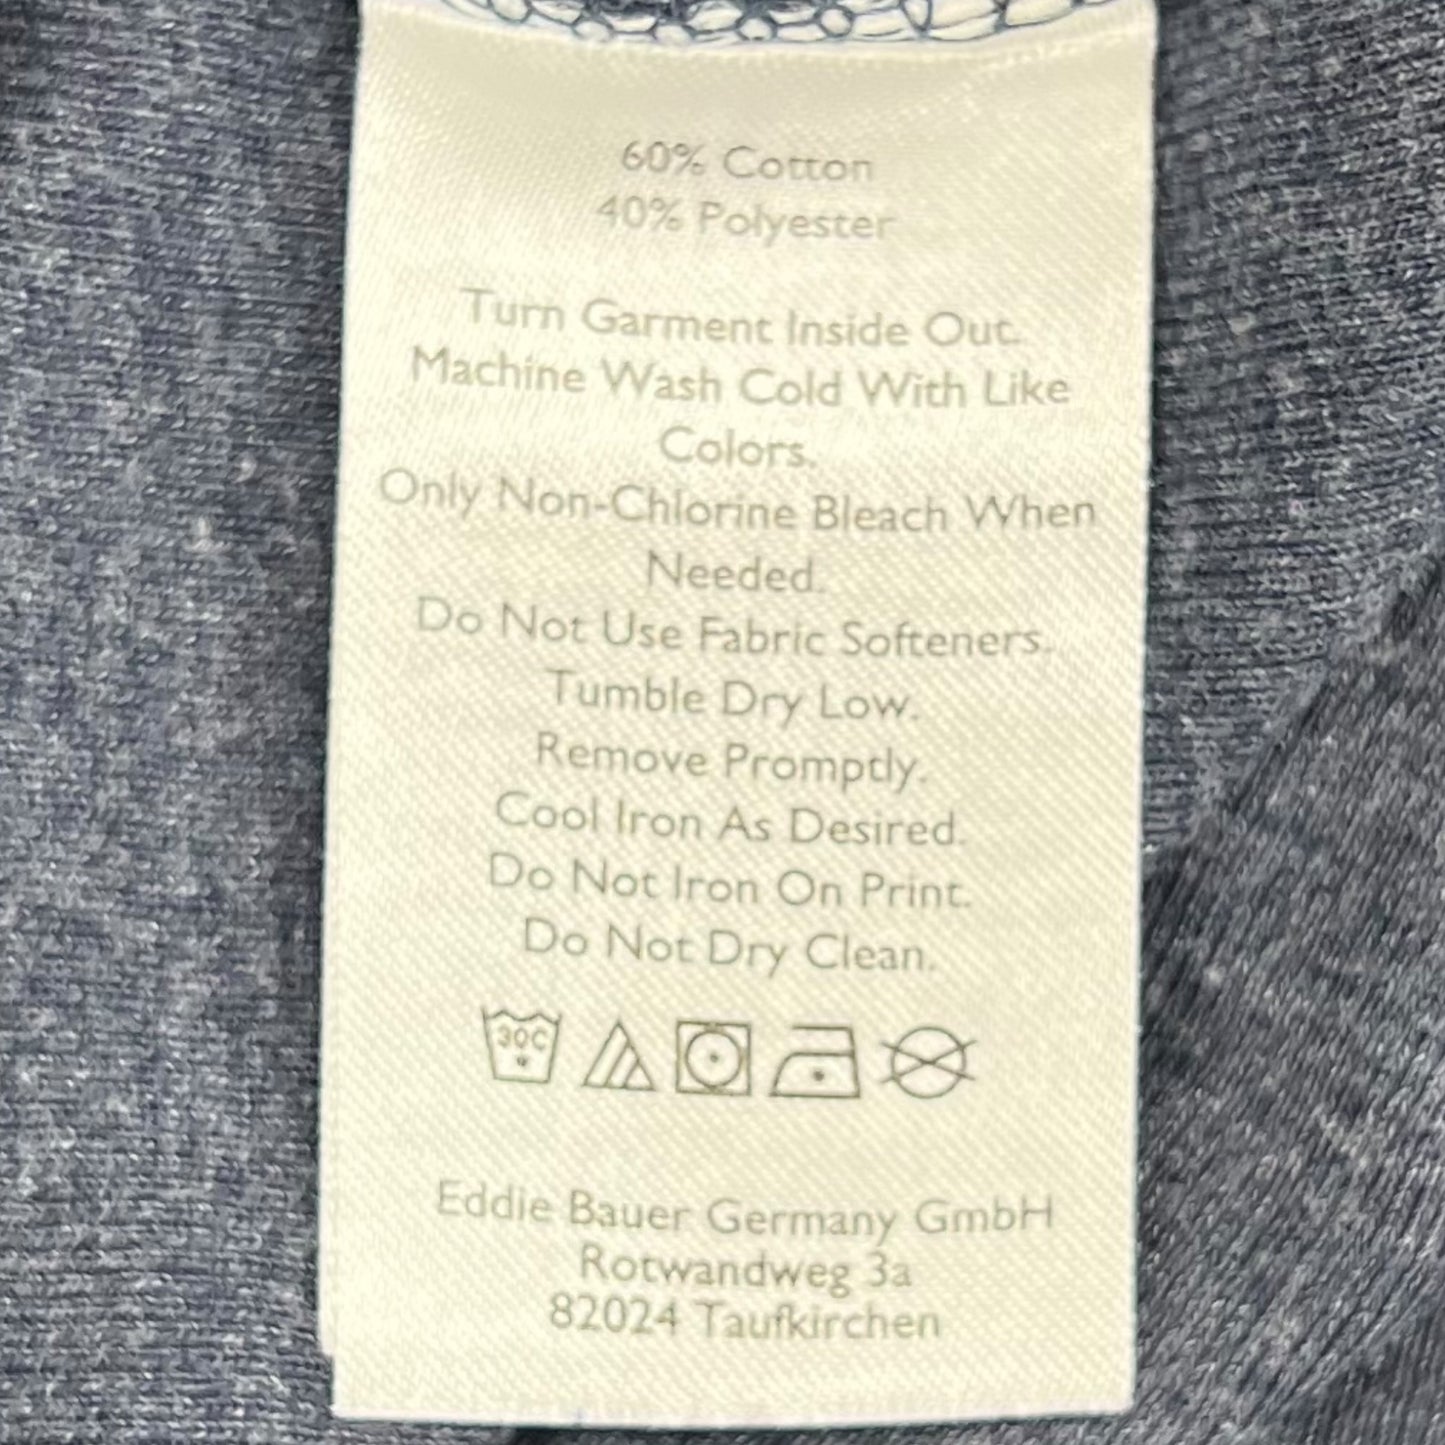 60% Cotton
40% Polyester
Turn Garment Inside Out.
Machine Wash Cold With Like
Colors.
Only Non-Chlorine Bleach When
Needed.
Do Not Use Fabric Softeners.
Tumble Dry Low.
Remove Promptly.
Cool Iron As Desired.
Do Not Iron On Print.
Do Not Dry Clean.
30C
Eddie Bauer Germany GmbH
Rotwandweg 3a
82024 Taufkirchen